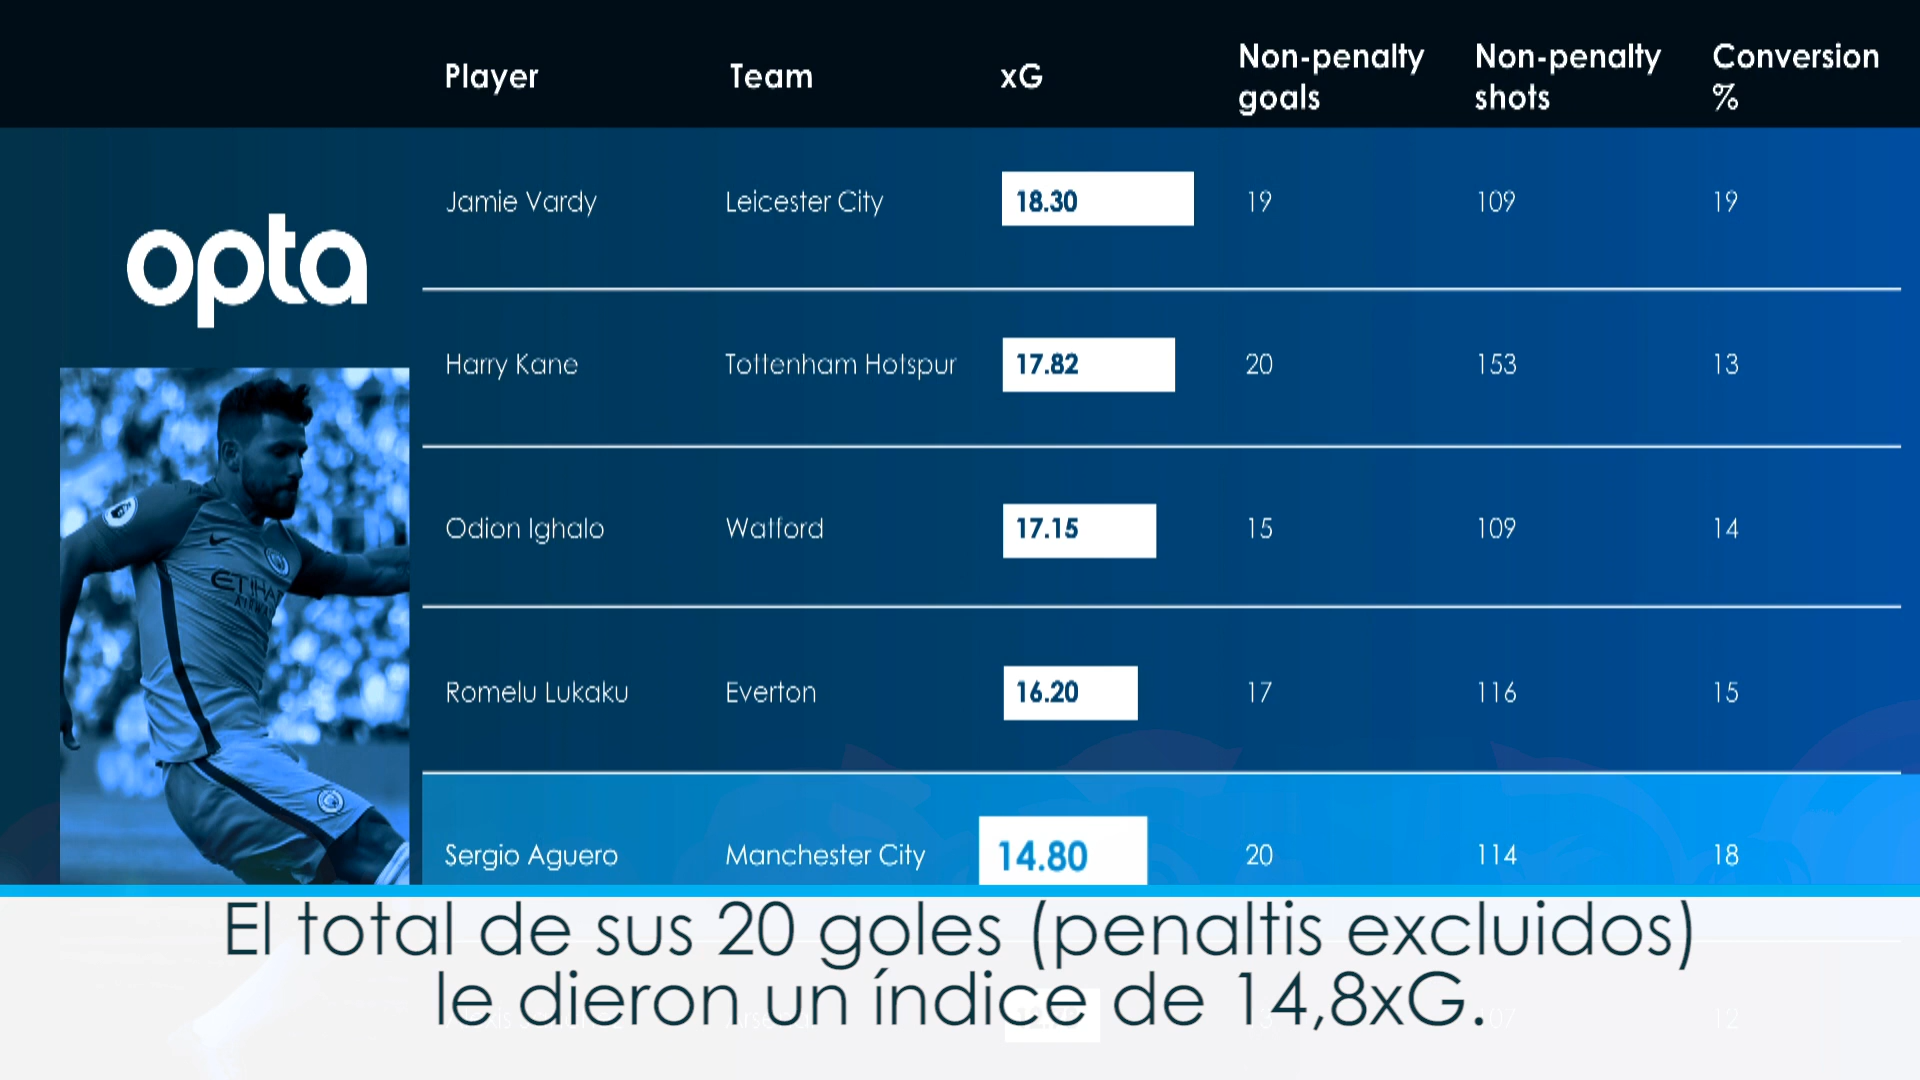 Player Team xG Non-penalty goals Non-penalty shots Conversion %
opta
Jamie Vardy Leicester City 18.30 19 109 19
Harry Kane Tottenham Hotspur 17.82 20 153 13
Odion Ighalo Watford 17.15 15 109 14
ETIHAD
AIRWAYS
Romelu Lukaku Everton 16.20 17 116 15
Sergio Aguero Manchester City 14.80 20 114 18
El total de sus 20 goles (penaltis excluidos)
le dieron un índice de 14,8xG.